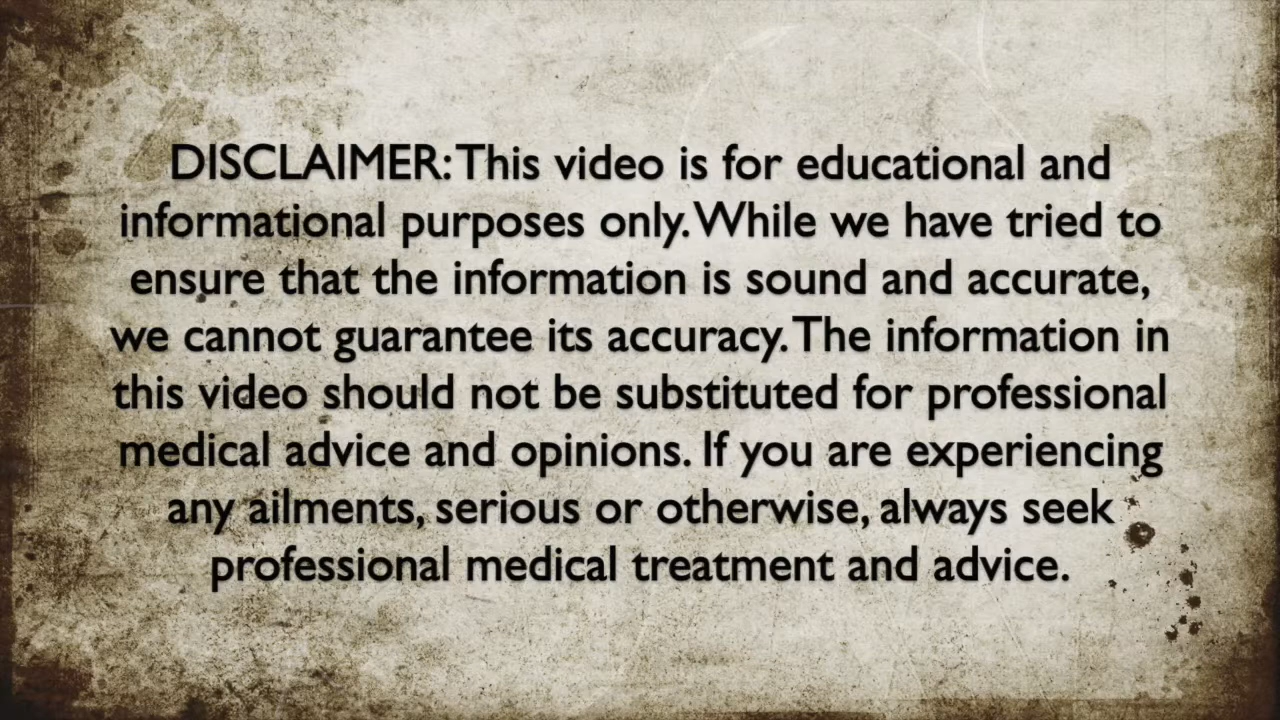 DISCLAIMER: This video is for educational and
informational purposes only. While we have tried to
ensure that the information is sound and accurate,
we cannot guarantee its accuracy. The information in
this video should not be substituted for professional
medical advice and opinions. If you are experiencing
any ailments, serious or otherwise, always seek
professional medical treatment and advice.